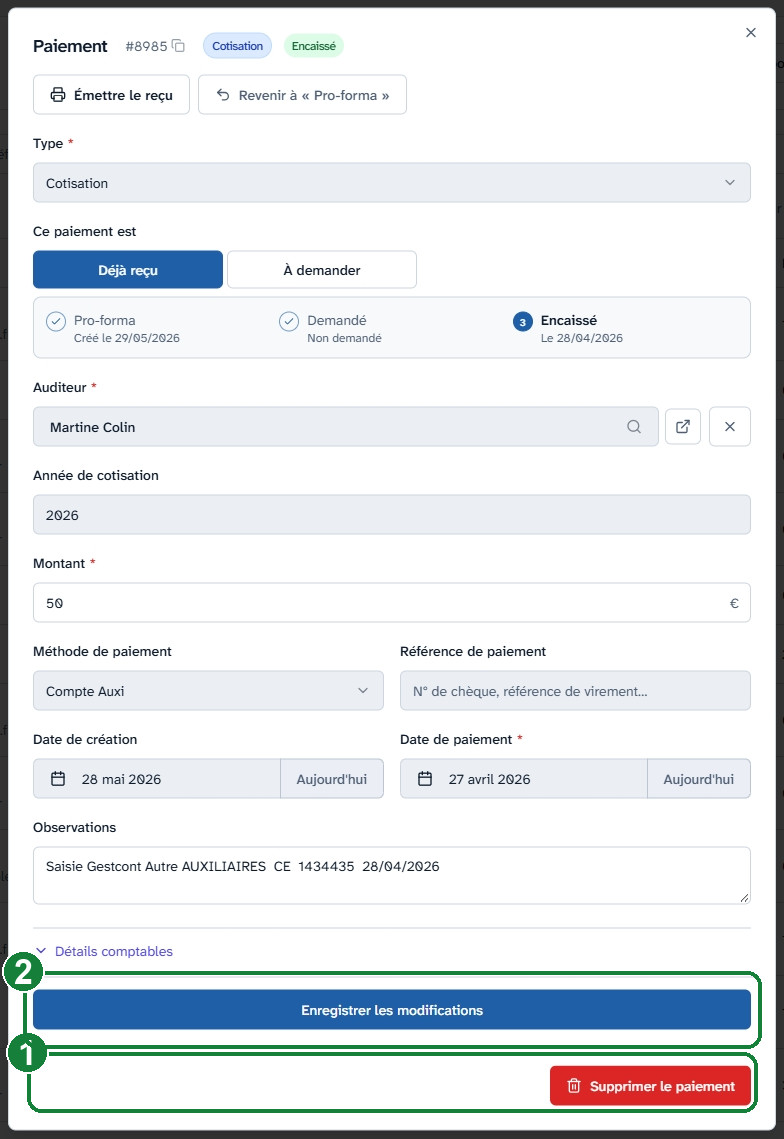 Paiement #8985 Cotisation Encaissé
Émettre le reçu Revenir à « Pro-forma »
Type *
Cotisation
Ce paiement est
Déjà reçu À demander
Pro-forma Demandé 3 Encaissé
Créé le 29/05/2026 Non demandé Le 28/04/2026
Auditeur *
Martine Colin
Année de cotisation
2026
Montant *
50 €
Méthode de paiement Référence de paiement
Compte Auxi N° de chèque, référence de virement...
Date de création Date de paiement *
28 mai 2026 Aujourd'hui 27 avril 2026 Aujourd'hui
Observations
Saisie Gestcont Autre AUXILIAIRES CE 1434435 28/04/2026
Détails comptables
2
Enregistrer les modifications
1
Supprimer le paiement